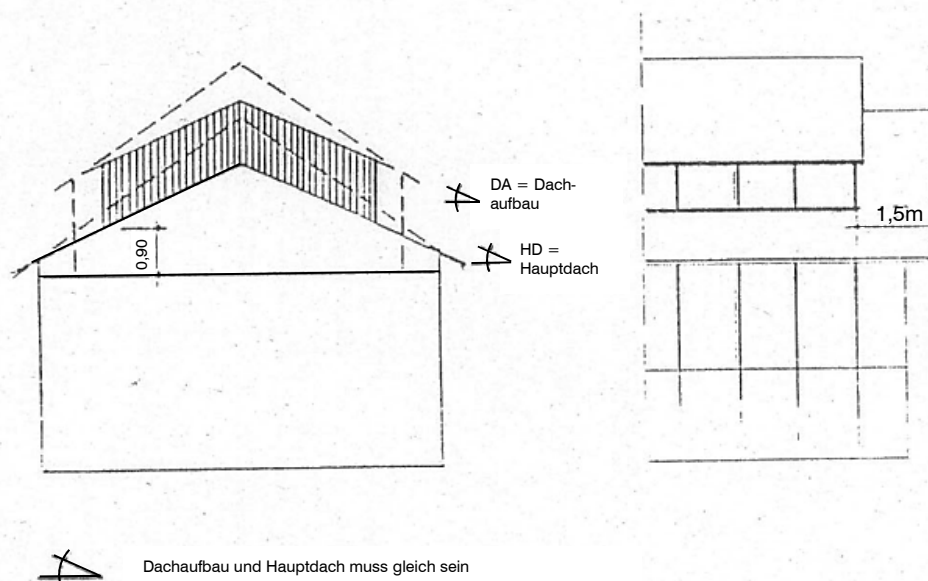 DA = Dach-
aufbau
HD =
Hauptdach
0,90
1,5m
Dachaufbau und Hauptdach muss gleich sein